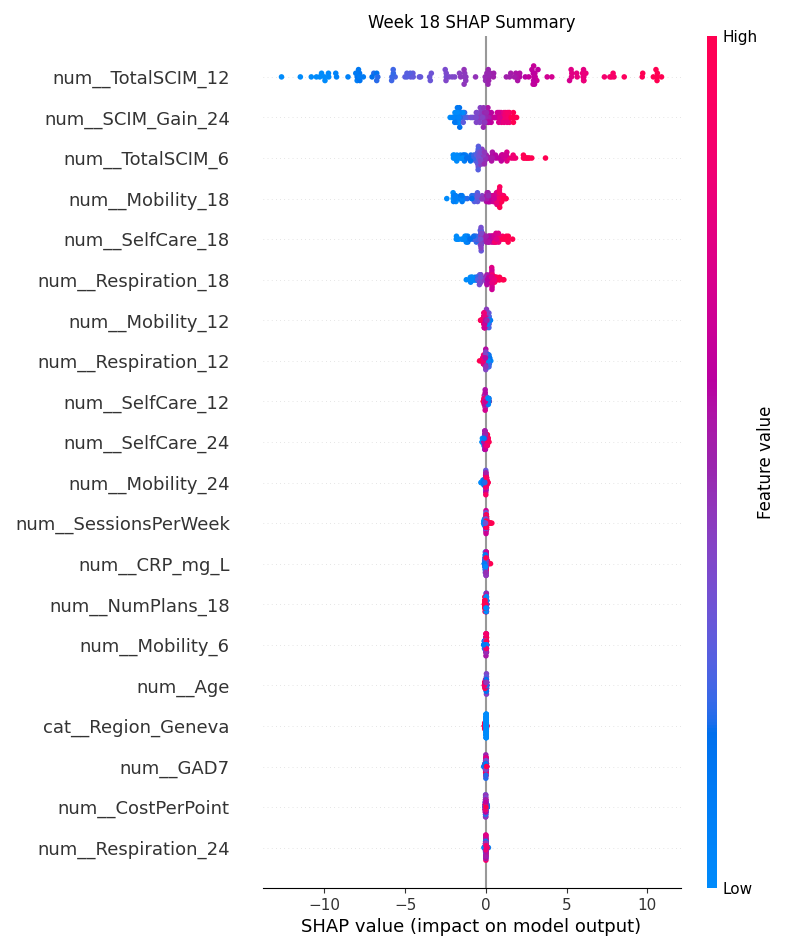 Week 18 SHAP Summary
High
num__TotalSCIM_12
num__SCIM_Gain_24
num__TotalSCIM_6
num__Mobility_18
num__SelfCare_18
num__Respiration_18
num__Mobility_12
num__Respiration_12
num__SelfCare_12
num__SelfCare_24
num__Mobility_24
num__SessionsPerWeek
num__CRP_mg_L
num__NumPlans_18
num__Mobility_6
num__Age
cat__Region_Geneva
num__GAD7
num__CostPerPoint
num__Respiration_24
Feature value
Low
−10 −5 0 5 10
SHAP value (impact on model output)